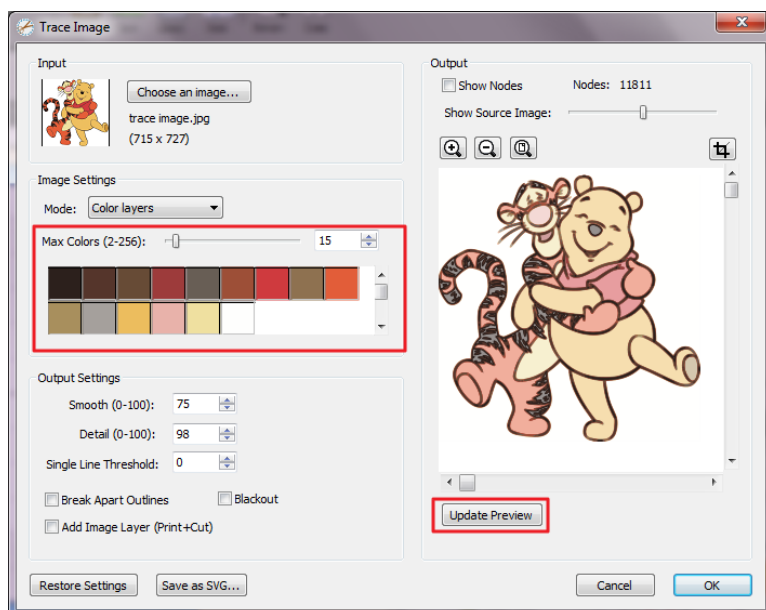 Trace Image
Input
Choose an image...
trace image.jpg
(715 x 727)
Image Settings
Mode: Color layers
Max Colors (2-256): 15
Output Settings
Smooth (0-100): 75
Detail (0-100): 98
Single Line Threshold: 0
Break Apart Outlines Blackout
Add Image Layer (Print+Cut)
Restore Settings Save as SVG...
Output
Show Nodes Nodes: 11811
Show Source Image:
Update Preview
Cancel OK